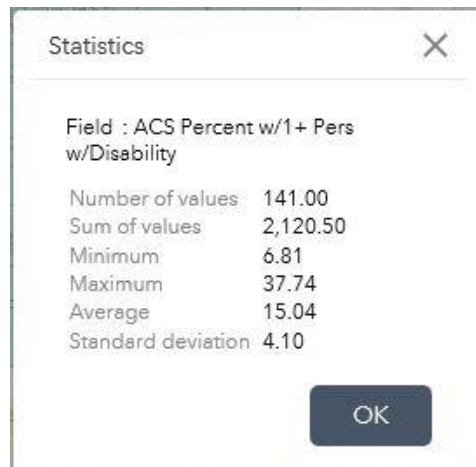 Statistics
Field : ACS Percent w/1+ Pers
w/Disability
Number of values 141.00
Sum of values 2,120.50
Minimum 6.81
Maximum 37.74
Average 15.04
Standard deviation 4.10
OK